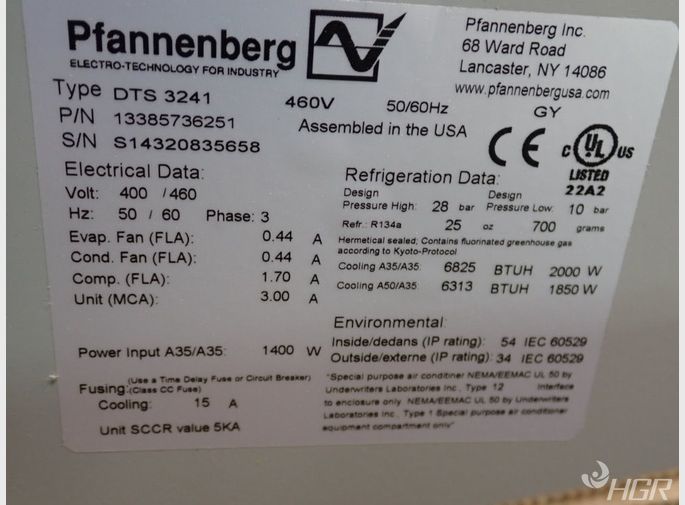 Pfannenberg
ELECTRO-TECHNOLOGY FOR INDUSTRY
Pfannenberg Inc.
68 Ward Road
Lancaster, NY 14086
www.pfannenbergusa.com
Type DTS 3241 460V 50/60Hz GY
P/N 13385736251 Assembled in the USA
S/N S14320835658
CE
c UL US
LISTED
22A2
Electrical Data:
Volt: 400 / 460
Hz: 50 / 60 Phase: 3
Evap. Fan (FLA): 0.44 A
Cond. Fan (FLA): 0.44 A
Comp. (FLA): 1.70 A
Unit (MCA): 3.00 A
Power Input A35/A35: 1400 W
(Use a Time Delay Fuse or Circuit Breaker)
Fusing: (Class CC Fuse)
Cooling: 15 A
Unit SCCR value 5KA
Refrigeration Data:
Design Pressure High: 28 bar Design Pressure Low: 10 bar
Refr.: R134a 25 oz 700 grams
Hermetical sealed; Contains fluorinated greenhouse gas
according to Kyoto-Protocol
Cooling A35/A35: 6825 BTUH 2000 W
Cooling A50/A35: 6313 BTUH 1850 W
Environmental:
Inside/dedans (IP rating): 54 IEC 60529
Outside/externe (IP rating): 34 IEC 60529
"Special purpose air conditiner NEMA/EEMAC UL 50 by
Underwriters Laboratories Inc., Type 12 Interface
to enclosure only NEMA/EEMAC UL 50 by Underwriters
Laboratories Inc., Type 1 Special purpose air conditioner
equipment compartment only"
HGR